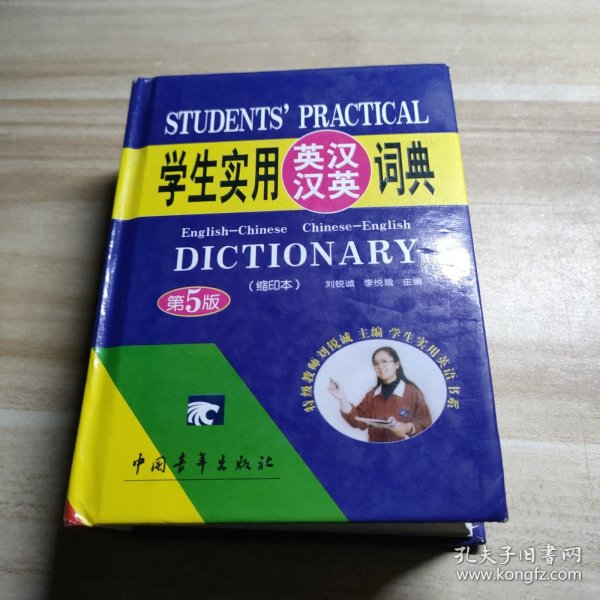 STUDENTS' PRACTICAL
学生实用 英汉 汉英 词典
English-Chinese Chinese-English
DICTIONARY
(缩印本) 刘锐诚 李悦娥 主编
第5版
特级教师刘锐诚 主编 学生实用英语书系
中国青年出版社
孔夫子旧书网
www.kongfz.com